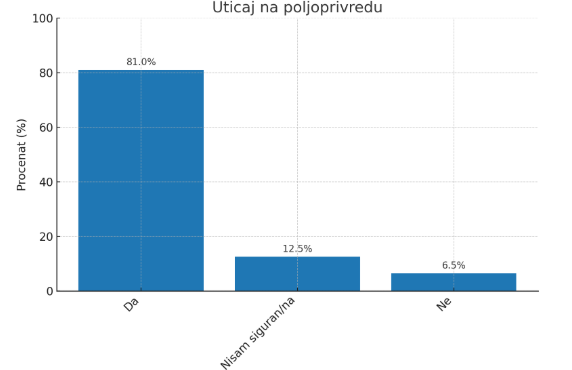 Uticaj na poljoprivredu
100
80
60
40
20
0
Procenat (%)
81.0%
12.5%
6.5%
Da
Nisam siguran/na
Ne